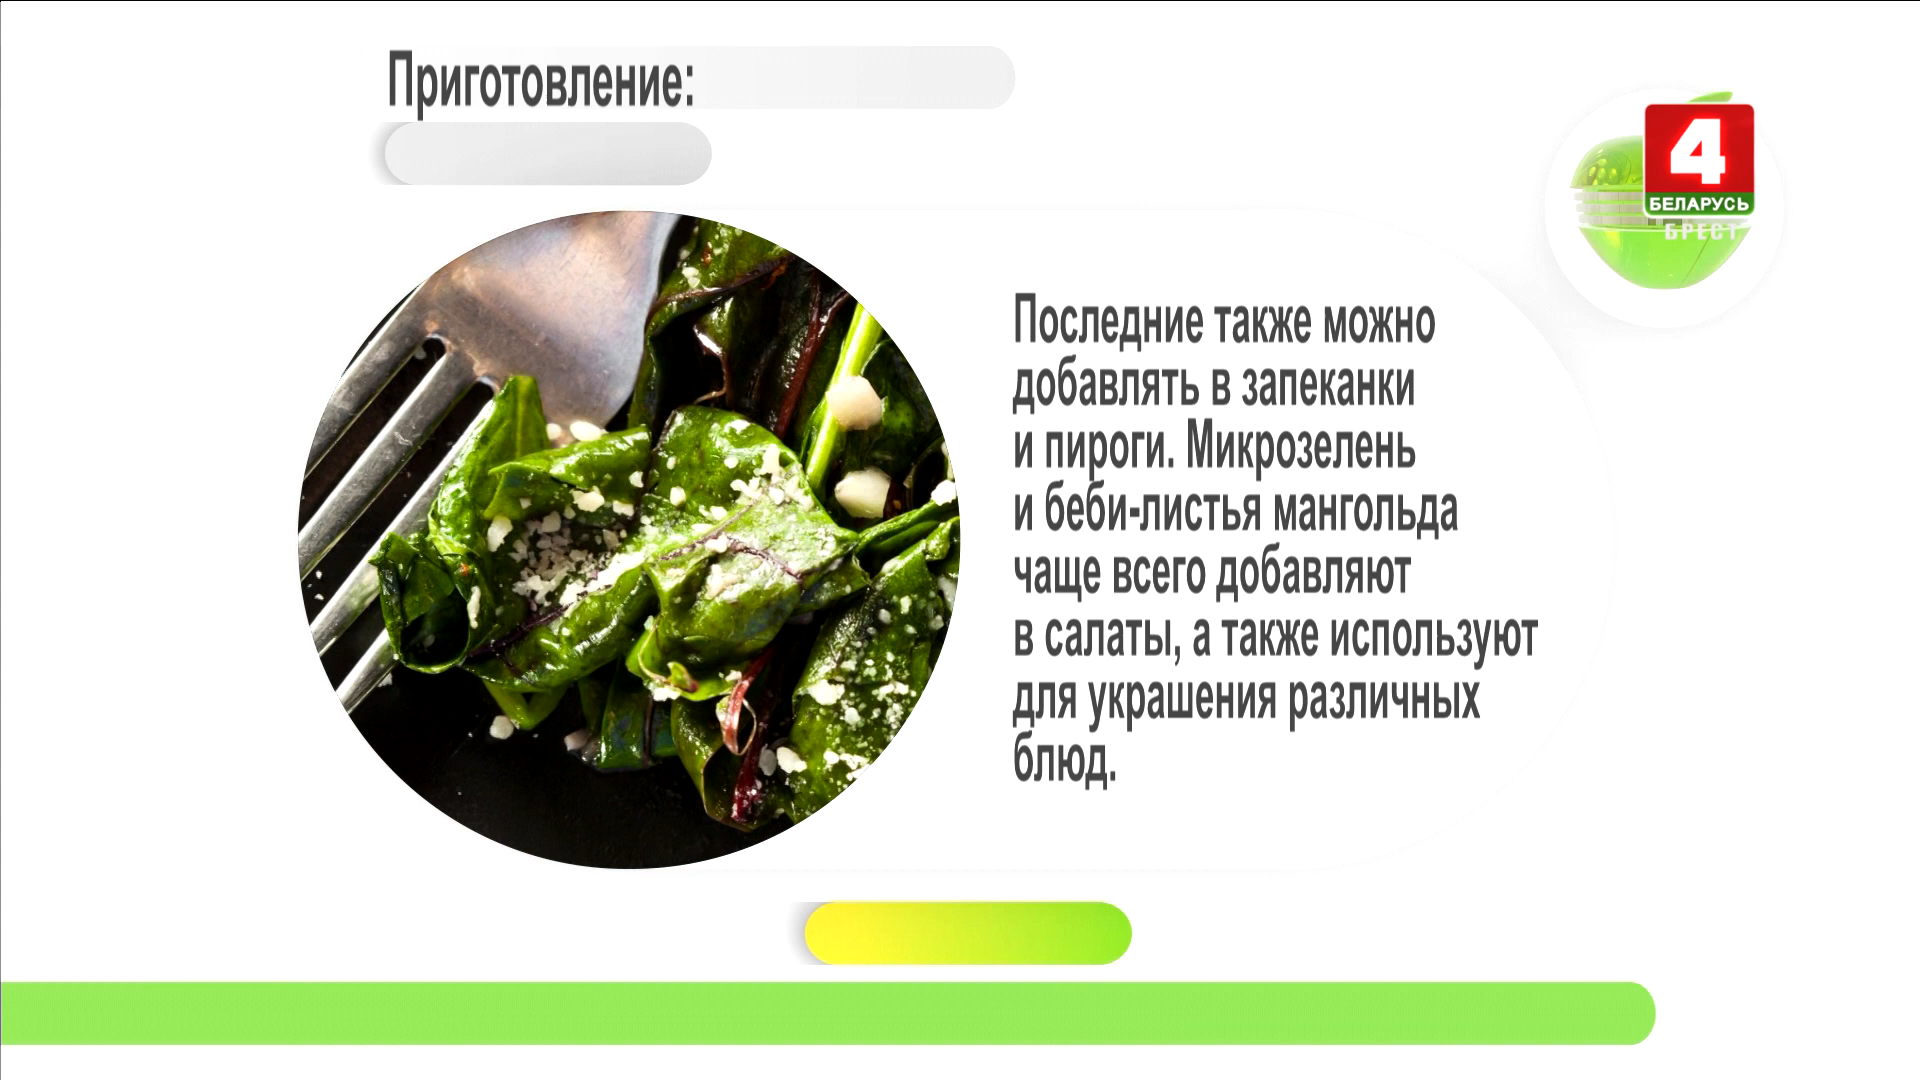 Приготовление:
4
БЕЛАРУСЬ
БРЕСТ
Последние также можно
добавлять в запеканки
и пироги. Микрозелень
и беби-листья мангольда
чаще всего добавляют
в салаты, а также используют
для украшения различных
блюд.